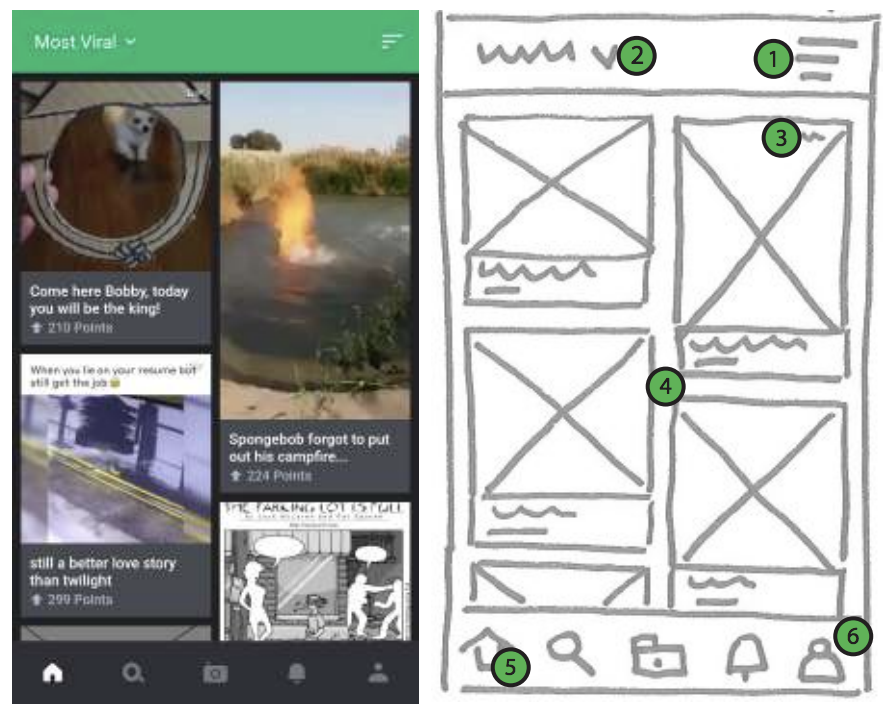 Most Viral
2
1
3
Come here Bobby, today
you will be the king!
210 Points
When you lie on your resume but
still get the job
Spongebob forgot to put
out his campfire...
224 Points
4
THE PARKING LOT IS FULL
still a better love story
than twilight
299 Points
5
6